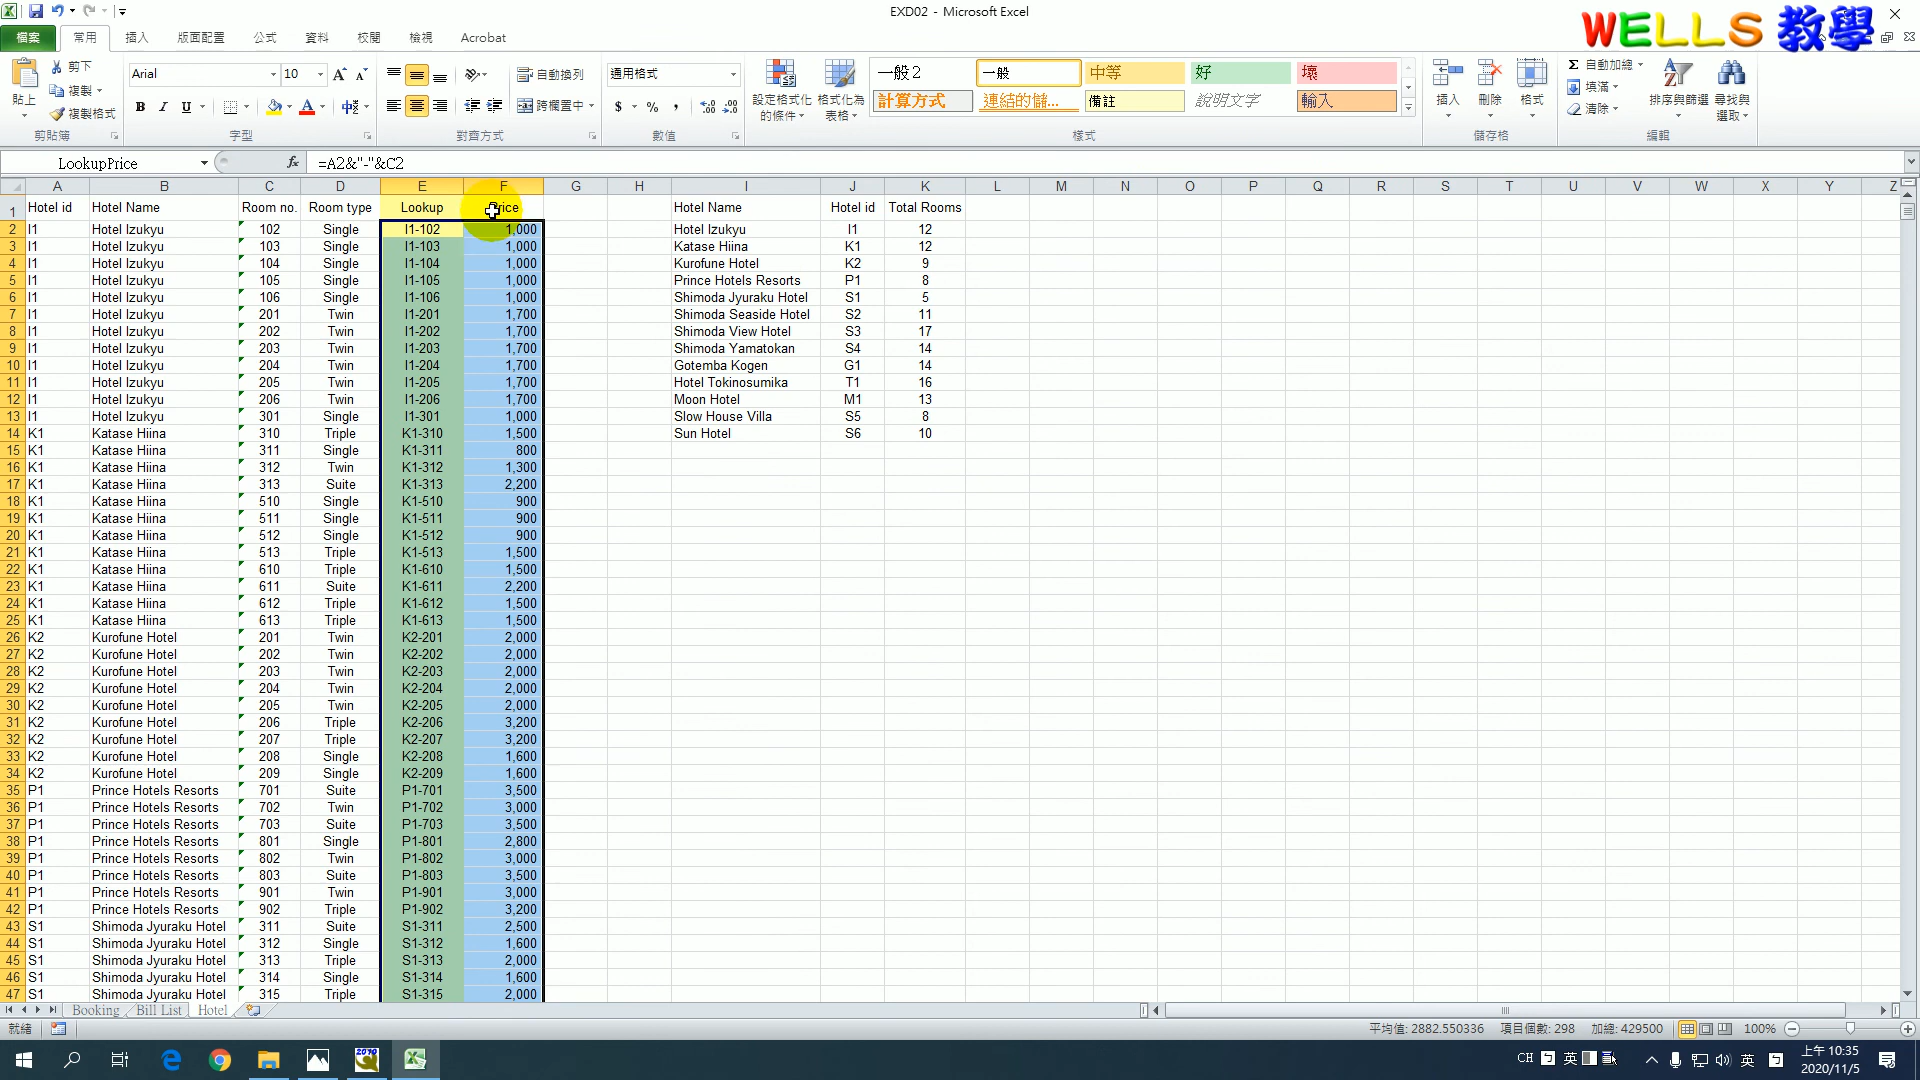 EXD02 - Microsoft Excel
WELLS 教學
檔案 常用 插入 版面配置 公式 資料 校閱 檢視 Acrobat
貼上 剪下 複製 複製格式 剪貼簿
Arial 10 A A B I U A 字型
自動換列 跨欄置中 對齊方式
通用格式 $ % , 數值
設定格式化的條件 格式化為表格
一般 2 一般 中等 好 壞
計算方式 連結的儲... 備註 說明文字 輸入
樣式
插入 刪除 格式 儲存格
Σ 自動加總 填滿 清除 排序與篩選 尋找與選取 編輯
LookupPrice fx =A2&"-"&C2
A B C D E F G H I J K L M N O P Q R S T U V W X Y Z
1 Hotel id Hotel Name Room no. Room type Lookup Price Hotel Name Hotel id Total Rooms
2 I1 Hotel Izukyu 102 Single I1-102 1,000 Hotel Izukyu I1 12
3 I1 Hotel Izukyu 103 Single I1-103 1,000 Katase Hiina K1 12
4 I1 Hotel Izukyu 104 Single I1-104 1,000 Kurofune Hotel K2 9
5 I1 Hotel Izukyu 105 Single I1-105 1,000 Prince Hotels Resorts P1 8
6 I1 Hotel Izukyu 106 Single I1-106 1,000 Shimoda Jyuraku Hotel S1 5
7 I1 Hotel Izukyu 201 Twin I1-201 1,700 Shimoda Seaside Hotel S2 11
8 I1 Hotel Izukyu 202 Twin I1-202 1,700 Shimoda View Hotel S3 17
9 I1 Hotel Izukyu 203 Twin I1-203 1,700 Shimoda Yamatokan S4 14
10 I1 Hotel Izukyu 204 Twin I1-204 1,700 Gotemba Kogen G1 14
11 I1 Hotel Izukyu 205 Twin I1-205 1,700 Hotel Tokinosumika T1 16
12 I1 Hotel Izukyu 206 Twin I1-206 1,700 Moon Hotel M1 13
13 I1 Hotel Izukyu 301 Single I1-301 1,000 Slow House Villa S5 8
14 K1 Katase Hiina 310 Triple K1-310 1,500 Sun Hotel S6 10
15 K1 Katase Hiina 311 Single K1-311 800
16 K1 Katase Hiina 312 Twin K1-312 1,300
17 K1 Katase Hiina 313 Suite K1-313 2,200
18 K1 Katase Hiina 510 Single K1-510 900
19 K1 Katase Hiina 511 Single K1-511 900
20 K1 Katase Hiina 512 Single K1-512 900
21 K1 Katase Hiina 513 Triple K1-513 1,500
22 K1 Katase Hiina 610 Triple K1-610 1,500
23 K1 Katase Hiina 611 Suite K1-611 2,200
24 K1 Katase Hiina 612 Triple K1-612 1,500
25 K1 Katase Hiina 613 Triple K1-613 1,500
26 K2 Kurofune Hotel 201 Twin K2-201 2,000
27 K2 Kurofune Hotel 202 Twin K2-202 2,000
28 K2 Kurofune Hotel 203 Twin K2-203 2,000
29 K2 Kurofune Hotel 204 Twin K2-204 2,000
30 K2 Kurofune Hotel 205 Twin K2-205 2,000
31 K2 Kurofune Hotel 206 Triple K2-206 3,200
32 K2 Kurofune Hotel 207 Triple K2-207 3,200
33 K2 Kurofune Hotel 208 Single K2-208 1,600
34 K2 Kurofune Hotel 209 Single K2-209 1,600
35 P1 Prince Hotels Resorts 701 Suite P1-701 3,500
36 P1 Prince Hotels Resorts 702 Twin P1-702 3,000
37 P1 Prince Hotels Resorts 703 Suite P1-703 3,500
38 P1 Prince Hotels Resorts 801 Single P1-801 2,800
39 P1 Prince Hotels Resorts 802 Twin P1-802 3,000
40 P1 Prince Hotels Resorts 803 Suite P1-803 3,500
41 P1 Prince Hotels Resorts 901 Twin P1-901 3,000
42 P1 Prince Hotels Resorts 902 Triple P1-902 3,200
43 S1 Shimoda Jyuraku Hotel 311 Suite S1-311 2,500
44 S1 Shimoda Jyuraku Hotel 312 Single S1-312 1,600
45 S1 Shimoda Jyuraku Hotel 313 Triple S1-313 2,000
46 S1 Shimoda Jyuraku Hotel 314 Single S1-314 1,600
47 S1 Shimoda Jyuraku Hotel 315 Triple S1-315 2,000
Booking Bill List Hotel
就緒 平均值: 2882.550336 項目個數: 298 加總: 429500 100%
CH 英 英 上午 10:35
2020/11/5